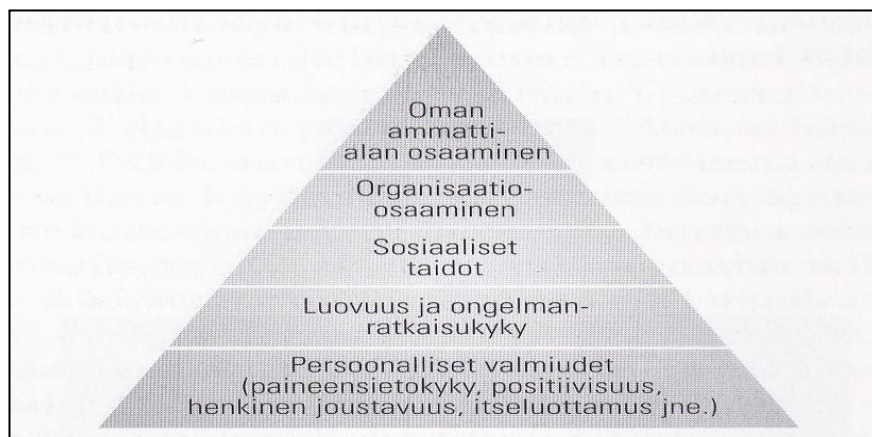 Oman
ammatti-
alan osaaminen
Organisaatio-
osaaminen
Sosiaaliset
taidot
Luovuus ja ongelman-
ratkaisukyky
Persoonalliset valmiudet
(paineensietokyky, positiivisuus,
henkinen joustavuus, itseluottamus jne.)